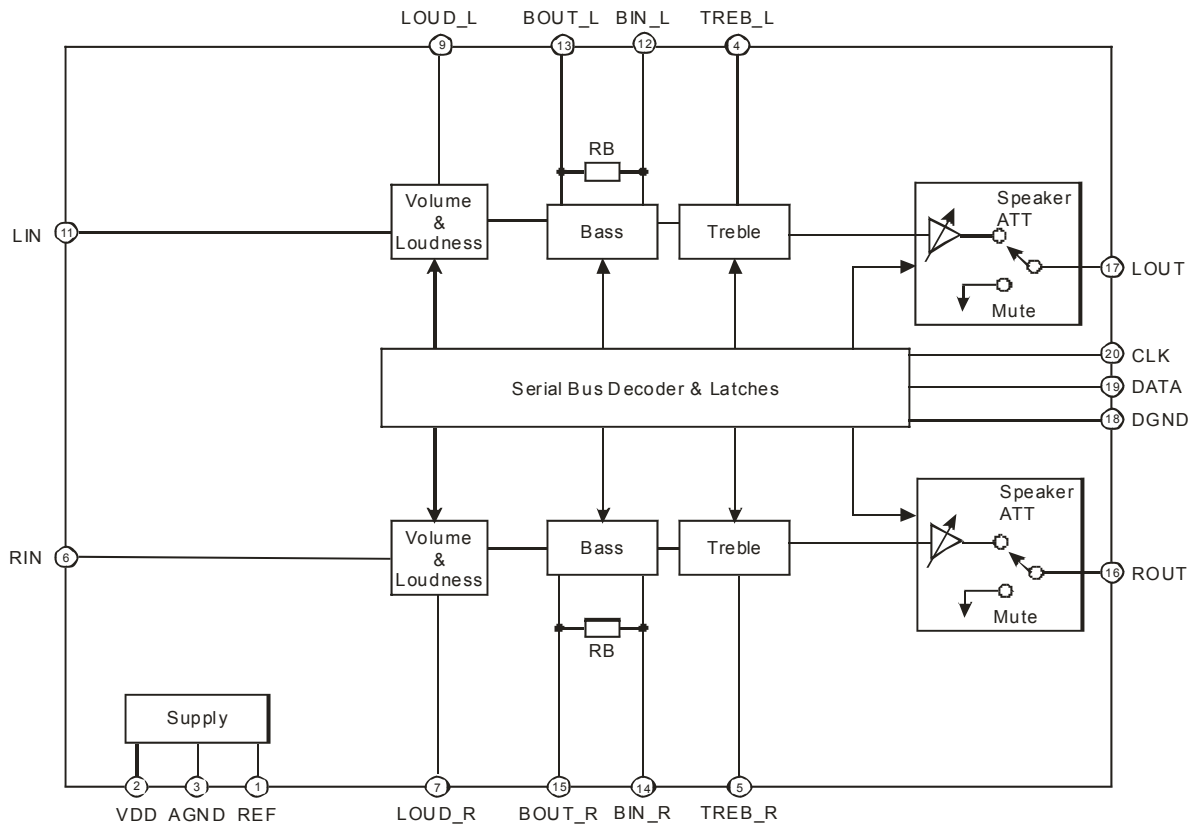 LOUD_L BOUT_L BIN_L TREB_L
9 13 12 4
RB
Volume
&
Loudness
Bass
Treble
Speaker
ATT
Mute
LIN 11
17 LOUT
20 CLK
Serial Bus Decoder & Latches
19 DATA
18 DGND
Speaker
ATT
Mute
Volume
&
Loudness
Bass
Treble
RIN 6
16 ROUT
RB
Supply
2 3 1 7 15 14 5
VDD AGND REF LOUD_R BOUT_R BIN_R TREB_R